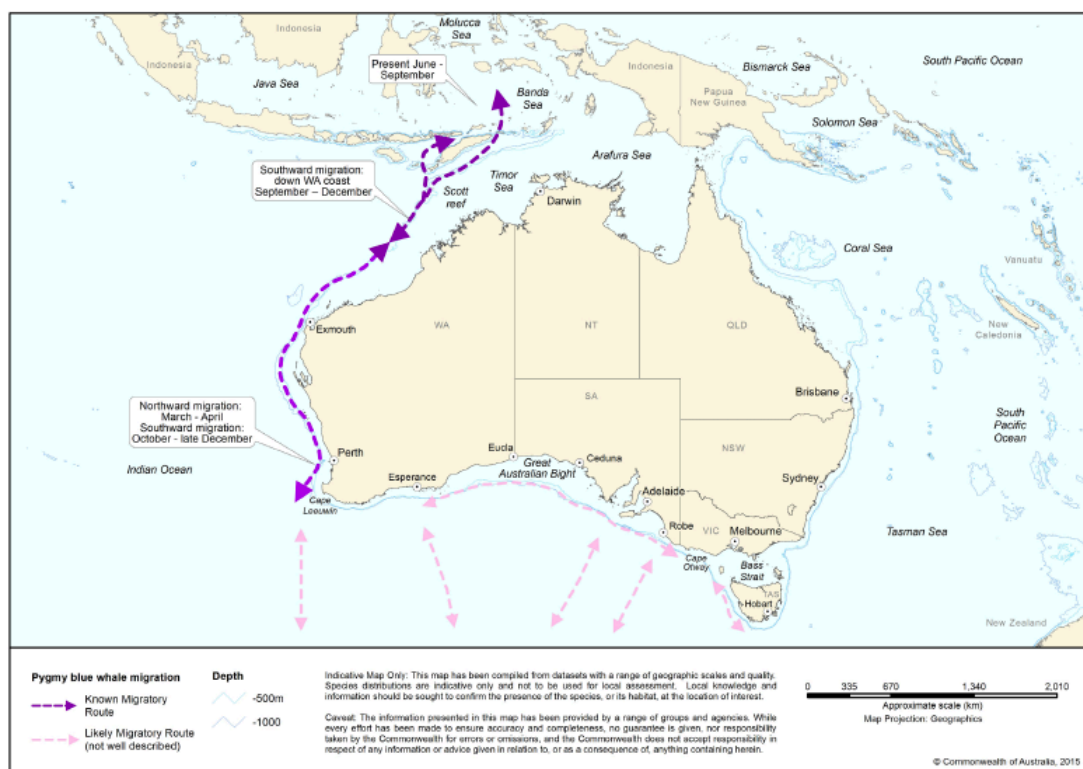 Indonesia
Molucca
Sea
Indonesia
Java Sea
Present June -
September
Banda
Sea
Indonesia
Papua
New Guinea
Bismarck Sea
South Pacific Ocean
Solomon Sea
Arafura Sea
Southward migration:
down WA coast
September – December
Scott
reef
Timor
Sea
Darwin
Coral Sea
Vanuatu
New
Caledonia
Exmouth
WA
NT
QLD
SA
Brisbane
Northward migration:
March - April
Southward migration:
October - late December
South
Pacific
Ocean
Indian Ocean
Perth
Eucla
Great
Australian Bight
Ceduna
NSW
Esperance
Sydney
Cape
Leeuwin
Adelaide
Robe
VIC
Melbourne
Tasman Sea
Cape
Otway
Bass
Strait
TAS
Hobart
New Zealand
Pygmy blue whale migration
Known Migratory
Route
Likely Migratory Route
(not well described)
Depth
-500m
-1000
Indicative Map Only: This map has been compiled from datasets with a range of geographic scales and quality.
Species distributions are indicative only and not to be used for local assessment. Local knowledge and
information should be sought to confirm the presence of the species, or its habitat, at the location of interest.
Caveat: The information presented in this map has been provided by a range of groups and agencies. While
every effort has been made to ensure accuracy and completeness, no guarantee is given, nor responsibility
taken by the Commonwealth for errors or omissions, and the Commonwealth does not accept responsibility in
respect of any information or advice given in relation to, or as a consequence of, anything containing herein.
0 335 670 1,340 2,010
Approximate scale (km)
Map Projection: Geographics
© Commonwealth of Australia, 2015